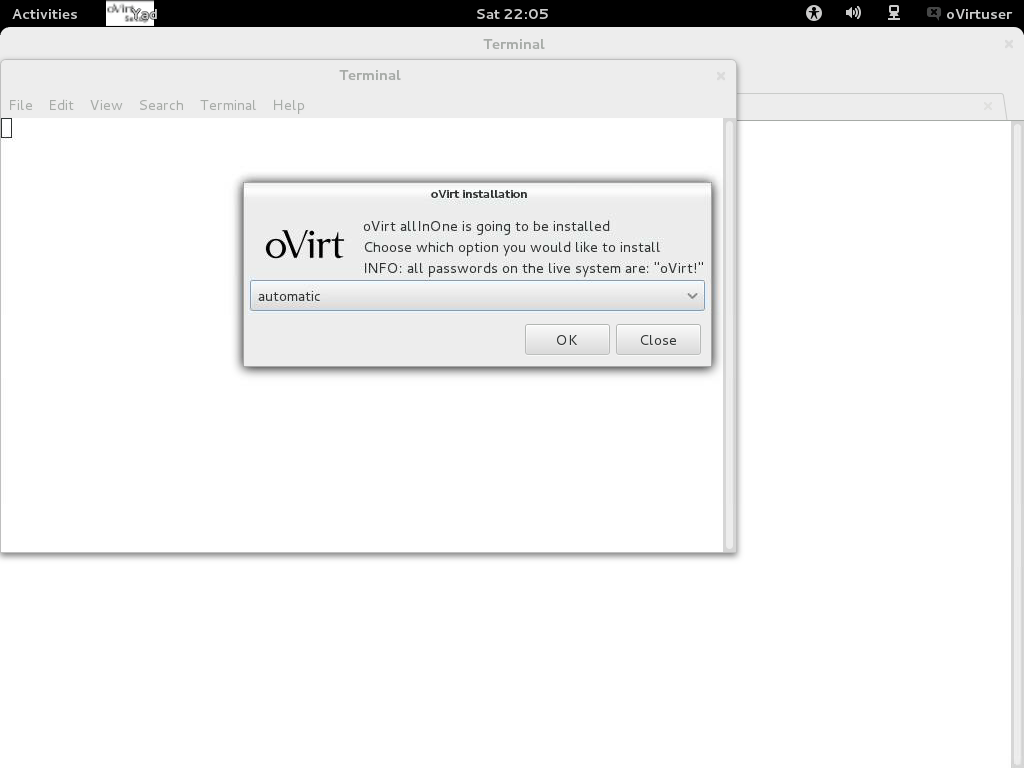 Activities
Sat 22:05
oVirtuser
Terminal
Terminal
File Edit View Search Terminal Help
oVirt installation
oVirt
oVirt allInOne is going to be installed
Choose which option you would like to install
INFO: all passwords on the live system are: "oVirt!"
automatic
OK
Close